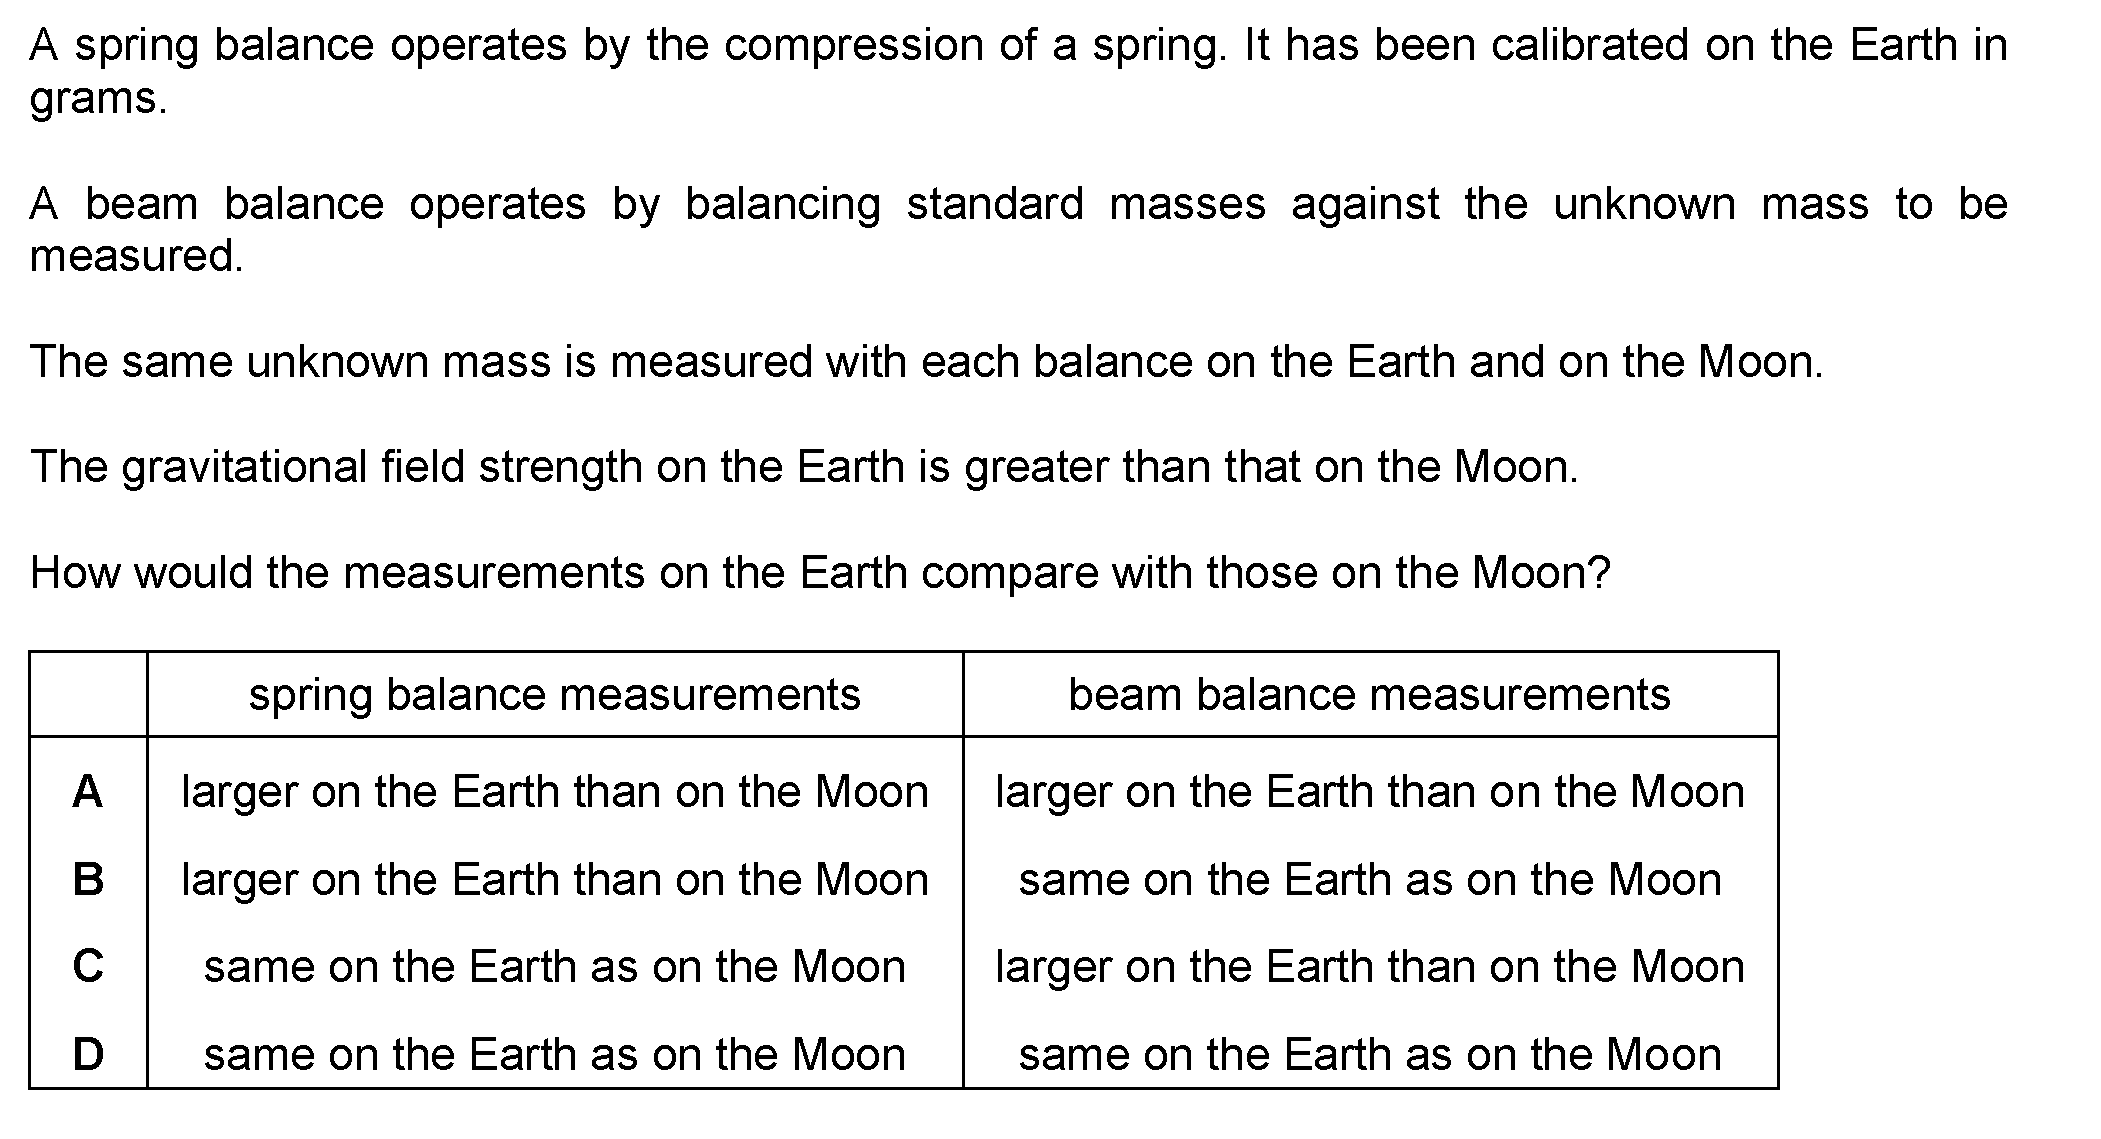 A spring balance operates by the compression of a spring. It has been calibrated on the Earth in
grams.
A beam balance operates by balancing standard masses against the unknown mass to be
measured.
The same unknown mass is measured with each balance on the Earth and on the Moon.
The gravitational field strength on the Earth is greater than that on the Moon.
How would the measurements on the Earth compare with those on the Moon?
spring balance measurements beam balance measurements
A larger on the Earth than on the Moon larger on the Earth than on the Moon
B larger on the Earth than on the Moon same on the Earth as on the Moon
C same on the Earth as on the Moon larger on the Earth than on the Moon
D same on the Earth as on the Moon same on the Earth as on the Moon